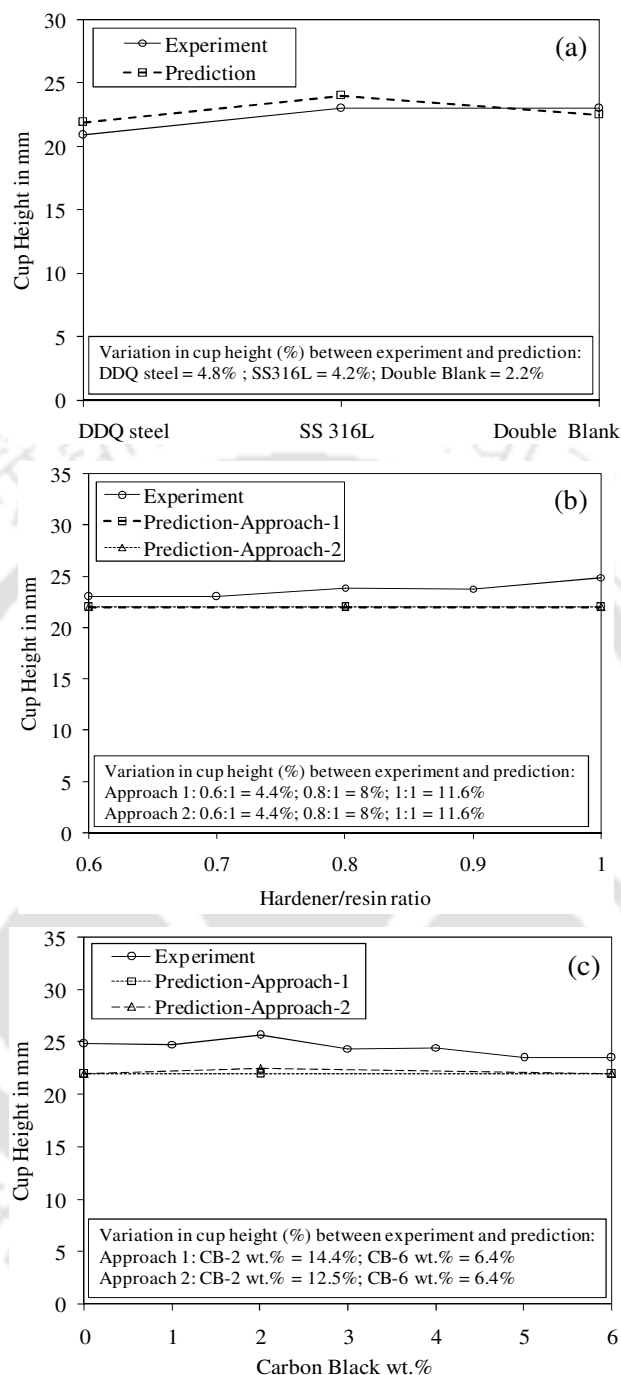 30
Experiment
(a)
Prediction
25
20
15
10
5
0
Cup Height in mm
Variation in cup height (%) between experiment and prediction:
DDQ steel = 4.8% ; SS316L = 4.2%; Double Blank = 2.2%
DDQ steel SS 316L Double Blank
35
Experiment
(b)
Prediction-Approach-1
30
Prediction-Approach-2
25
20
15
10
5
0
Cup Height in mm
Variation in cup height (%) between experiment and prediction:
Approach 1: 0.6:1 = 4.4%; 0.8:1 = 8%; 1:1 = 11.6%
Approach 2: 0.6:1 = 4.4%; 0.8:1 = 8%; 1:1 = 11.6%
0.6 0.7 0.8 0.9 1
Hardener/resin ratio
35
Experiment
(c)
Prediction-Approach-1
30
Prediction-Approach-2
25
20
15
10
5
0
Cup Height in mm
Variation in cup height (%) between experiment and prediction:
Approach 1: CB-2 wt.% = 14.4%; CB-6 wt.% = 6.4%
Approach 2: CB-2 wt.% = 12.5%; CB-6 wt.% = 6.4%
0 1 2 3 4 5 6
Carbon Black wt.%